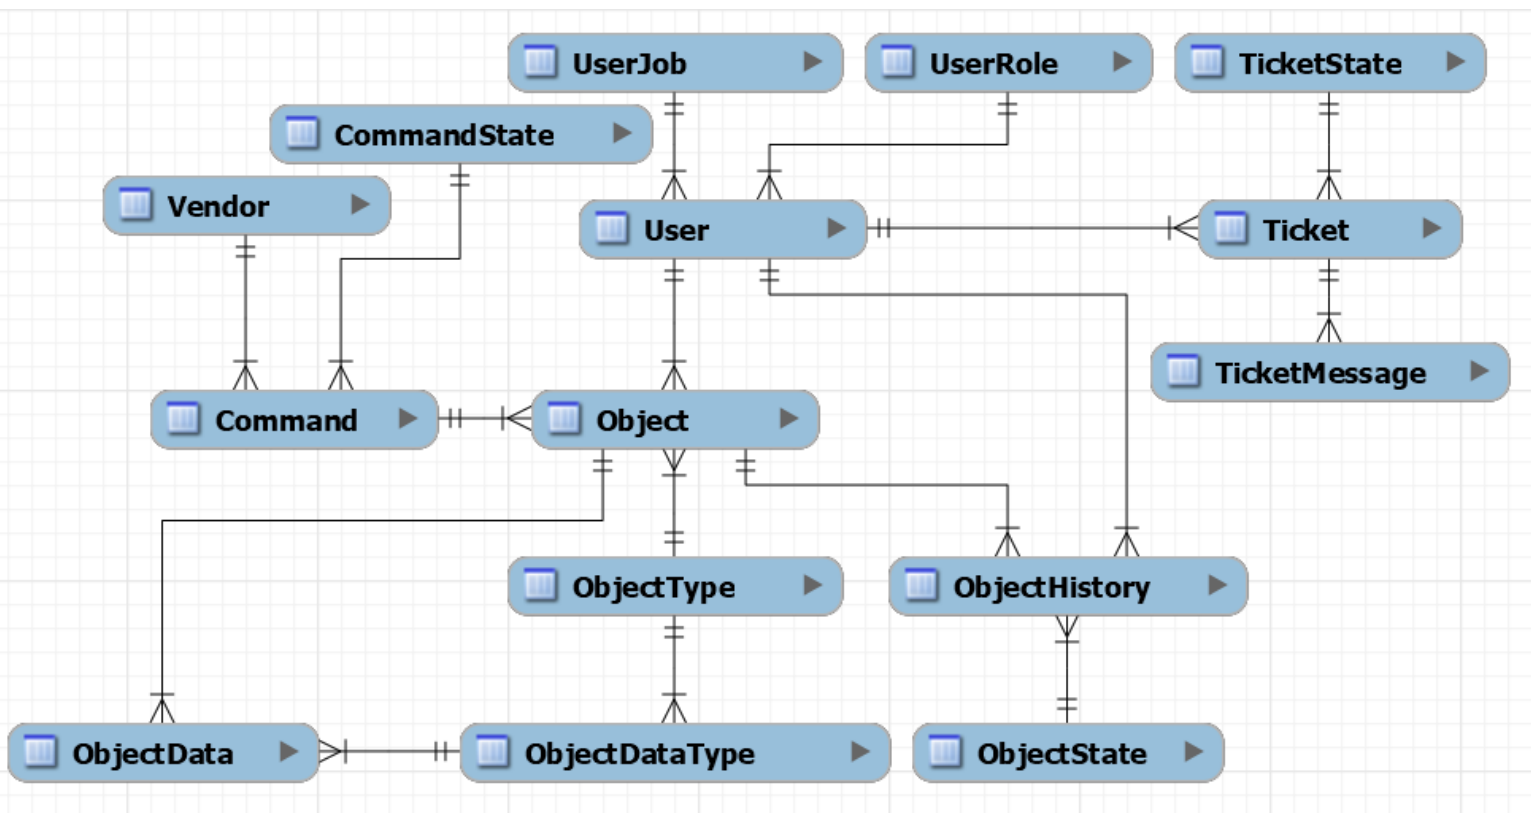 UserJob
UserRole
TicketState
CommandState
Vendor
User
Ticket
TicketMessage
Command
Object
ObjectType
ObjectHistory
ObjectData
ObjectDataType
ObjectState